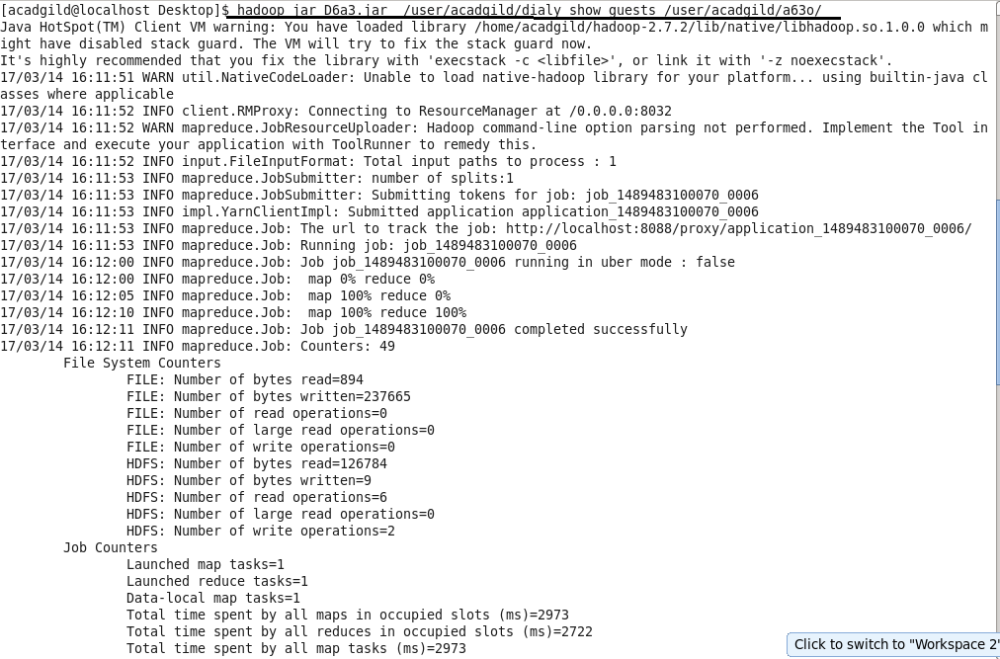 [acadgild@localhost Desktop]$ hadoop jar D6a3.jar  /user/acadgild/dialy_show_guests /user/acadgild/a63o/
Java HotSpot(TM) Client VM warning: You have loaded library /home/acadgild/hadoop-2.7.2/lib/native/libhadoop.so.1.0.0 which m
ight have disabled stack guard. The VM will try to fix the stack guard now.
It's highly recommended that you fix the library with 'execstack -c <libfile>', or link it with '-z noexecstack'.
17/03/14 16:11:51 WARN util.NativeCodeLoader: Unable to load native-hadoop library for your platform... using builtin-java cl
asses where applicable
17/03/14 16:11:52 INFO client.RMProxy: Connecting to ResourceManager at /0.0.0.0:8032
17/03/14 16:11:52 WARN mapreduce.JobResourceUploader: Hadoop command-line option parsing not performed. Implement the Tool in
terface and execute your application with ToolRunner to remedy this.
17/03/14 16:11:52 INFO input.FileInputFormat: Total input paths to process : 1
17/03/14 16:11:53 INFO mapreduce.JobSubmitter: number of splits:1
17/03/14 16:11:53 INFO mapreduce.JobSubmitter: Submitting tokens for job: job_1489483100070_0006
17/03/14 16:11:53 INFO impl.YarnClientImpl: Submitted application application_1489483100070_0006
17/03/14 16:11:53 INFO mapreduce.Job: The url to track the job: http://localhost:8088/proxy/application_1489483100070_0006/
17/03/14 16:11:53 INFO mapreduce.Job: Running job: job_1489483100070_0006
17/03/14 16:12:00 INFO mapreduce.Job: Job job_1489483100070_0006 running in uber mode : false
17/03/14 16:12:00 INFO mapreduce.Job:  map 0% reduce 0%
17/03/14 16:12:05 INFO mapreduce.Job:  map 100% reduce 0%
17/03/14 16:12:10 INFO mapreduce.Job:  map 100% reduce 100%
17/03/14 16:12:11 INFO mapreduce.Job: Job job_1489483100070_0006 completed successfully
17/03/14 16:12:11 INFO mapreduce.Job: Counters: 49
File System Counters
FILE: Number of bytes read=894
FILE: Number of bytes written=237665
FILE: Number of read operations=0
FILE: Number of large read operations=0
FILE: Number of write operations=0
HDFS: Number of bytes read=126784
HDFS: Number of bytes written=9
HDFS: Number of read operations=6
HDFS: Number of large read operations=0
HDFS: Number of write operations=2
Job Counters
Launched map tasks=1
Launched reduce tasks=1
Data-local map tasks=1
Total time spent by all maps in occupied slots (ms)=2973
Total time spent by all reduces in occupied slots (ms)=2722
Total time spent by all map tasks (ms)=2973
Click to switch to "Workspace 2"